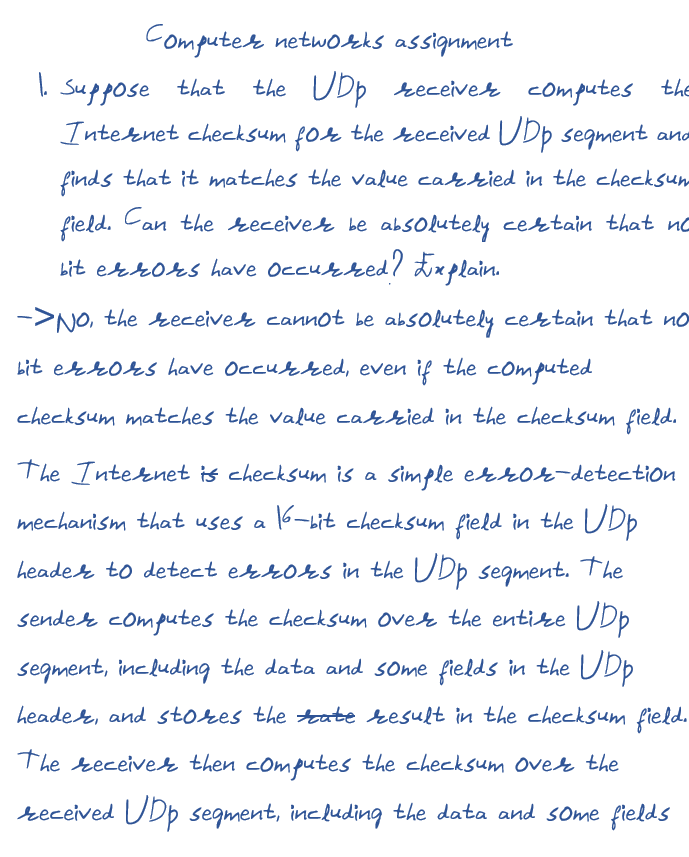 Computer networks assignment
1. Suppose that the UDp receiver computes the
Internet checksum for the received UDp segment and
finds that it matches the value carried in the checksum
field. Can the receiver be absolutely certain that no
bit errors have occurred? Explain.
->No, the receiver cannot be absolutely certain that no
bit errors have occurred, even if the computed
checksum matches the value carried in the checksum field.
The Internet is checksum is a simple error-detection
mechanism that uses a 16-bit checksum field in the UDp
header to detect errors in the UDp segment. The
sender computes the checksum over the entire UDp
segment, including the data and some fields in the UDp
header, and stores the rate result in the checksum field.
The receiver then computes the checksum over the
received UDp segment, including the data and some fields